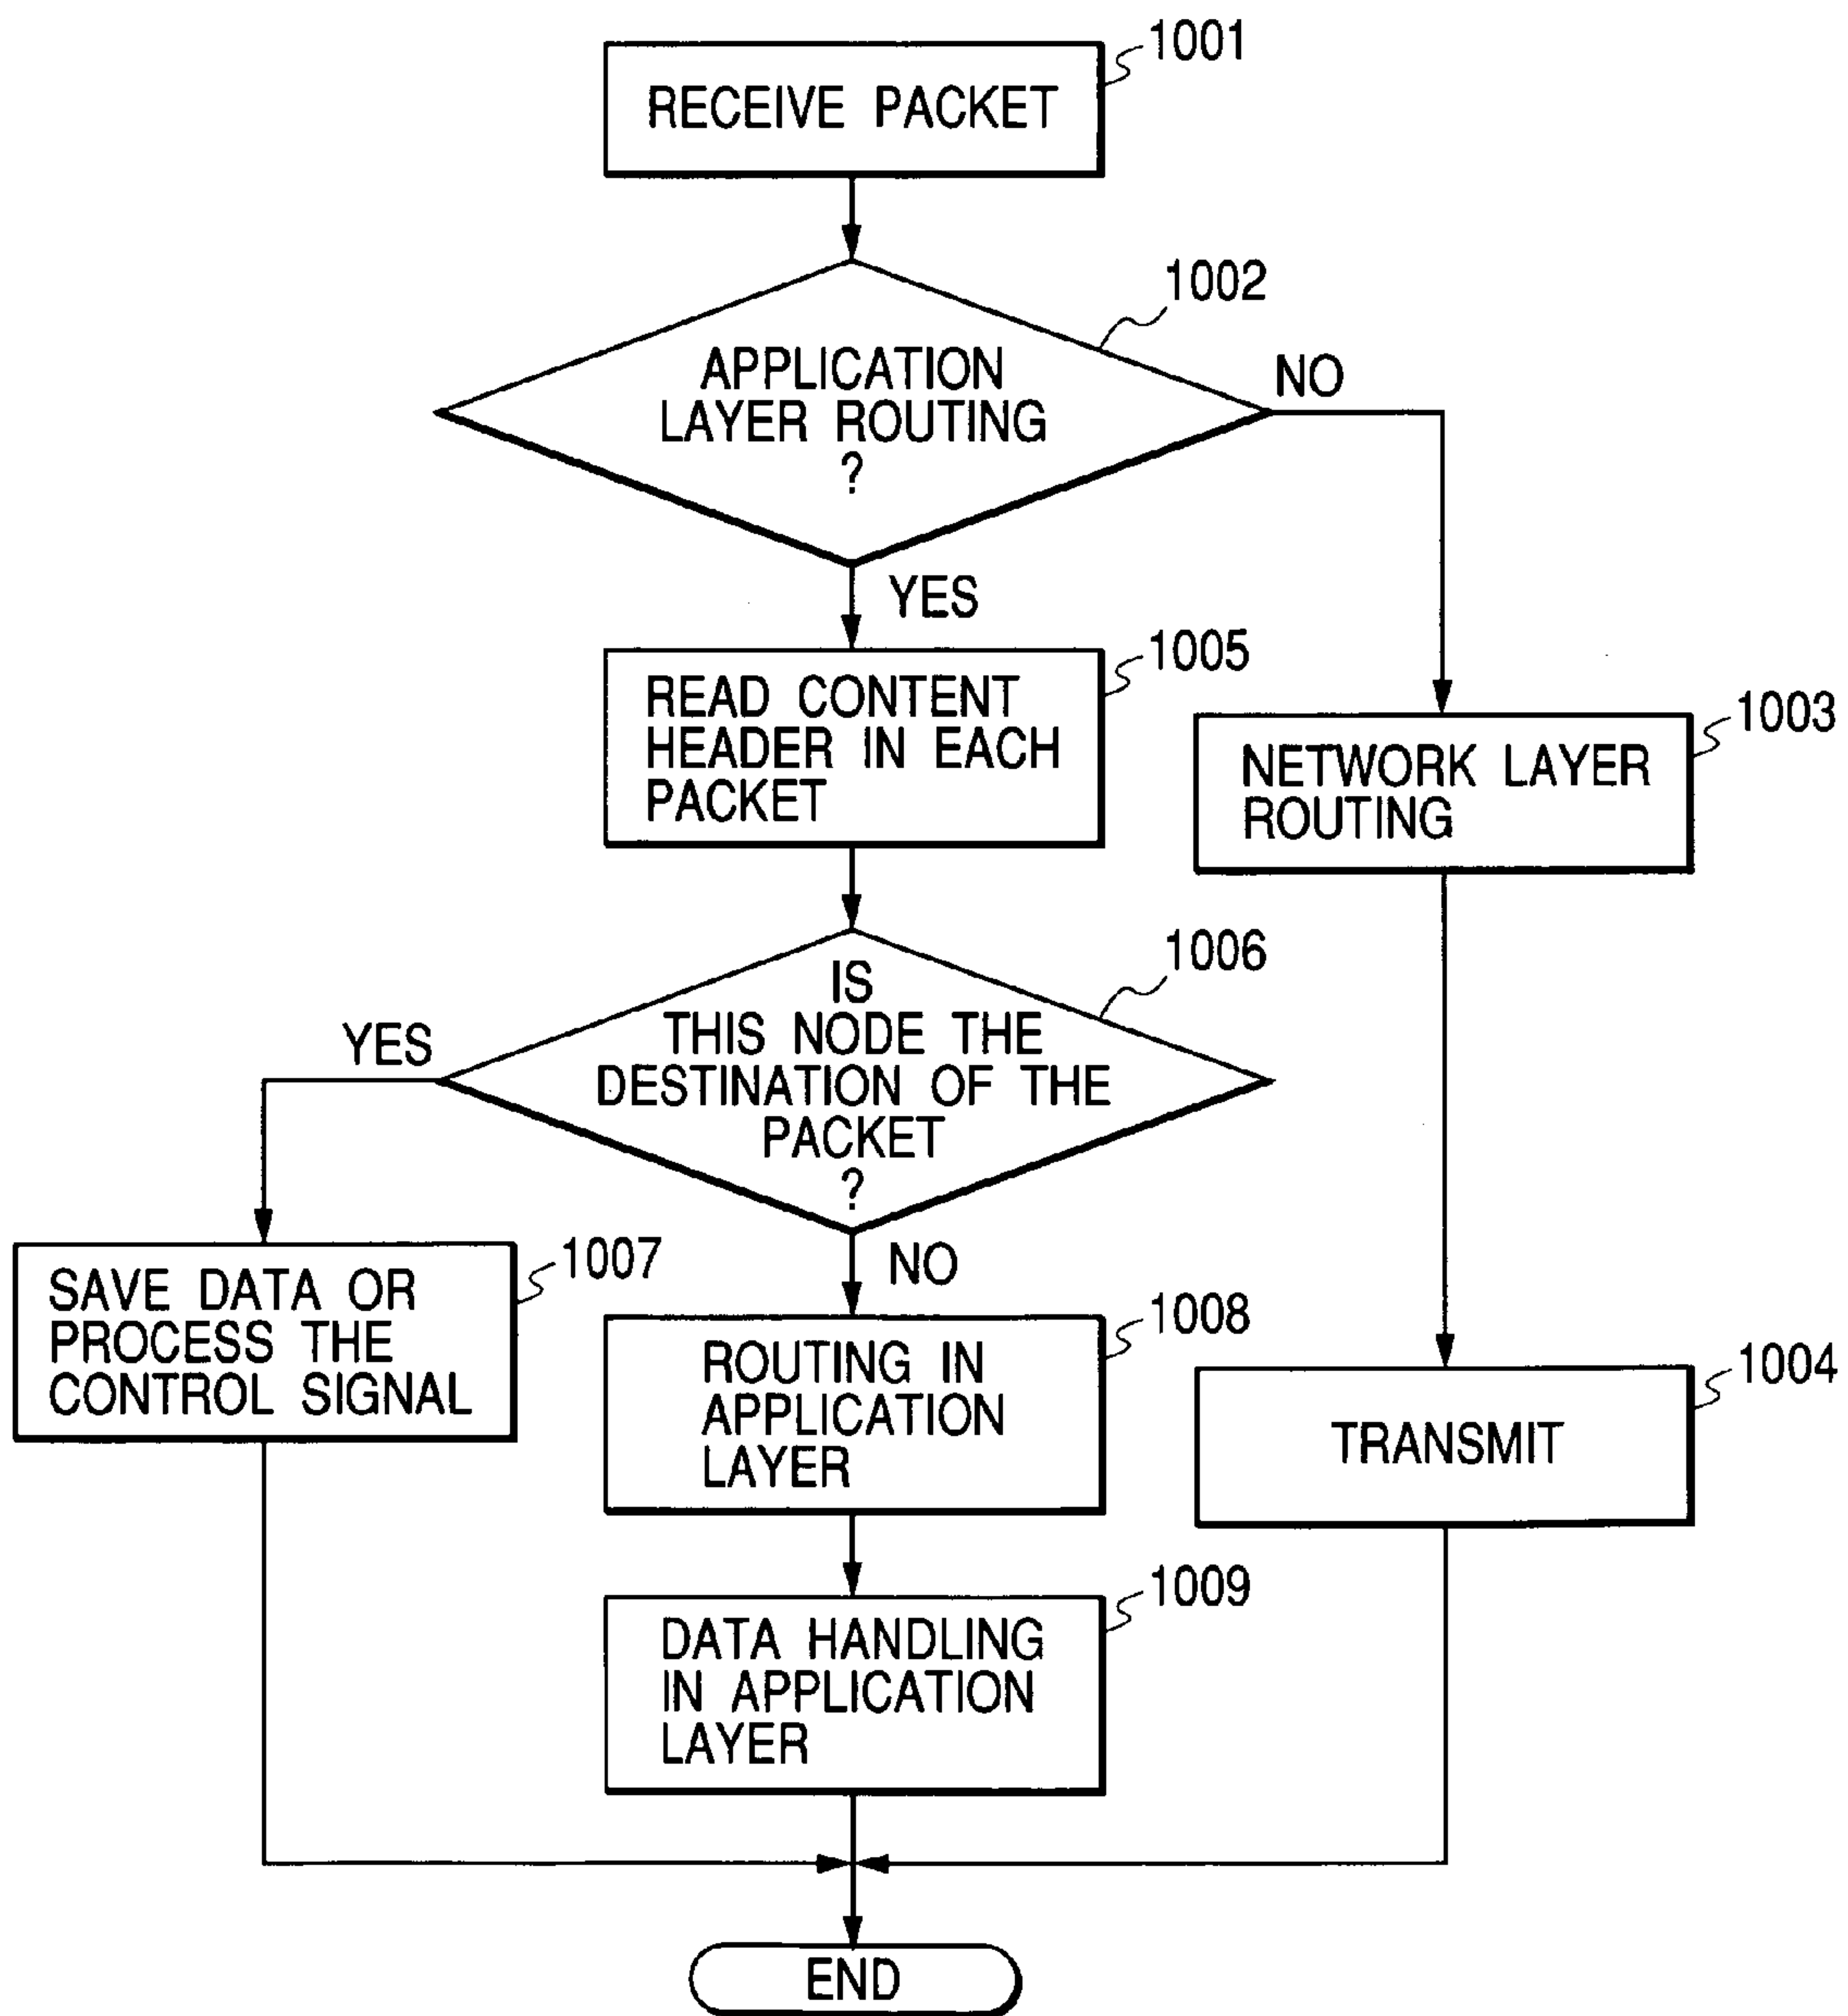 1001
RECEIVE PACKET
1002
APPLICATION
LAYER ROUTING
?
NO
YES
1005
READ CONTENT
HEADER IN EACH
PACKET
1003
NETWORK LAYER
ROUTING
1006
IS
THIS NODE THE
DESTINATION OF THE
PACKET
?
YES
NO
1007
SAVE DATA OR
PROCESS THE
CONTROL SIGNAL
1008
ROUTING IN
APPLICATION
LAYER
1004
TRANSMIT
1009
DATA HANDLING
IN APPLICATION
LAYER
END